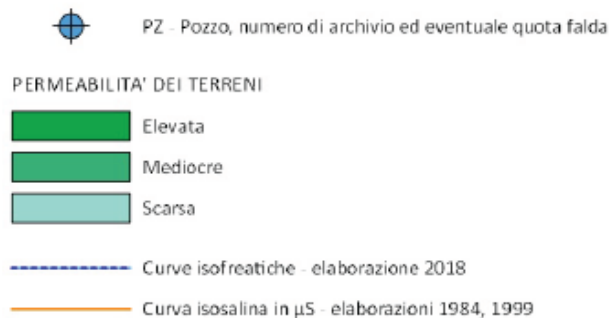 PZ - Pozzo, numero di archivio ed eventuale quota falda
PERMEABILITA' DEI TERRENI
Elevata
Mediocre
Scarsa
Curve isofreatiche - elaborazione 2018
Curva isosalina in µS - elaborazioni 1984, 1999